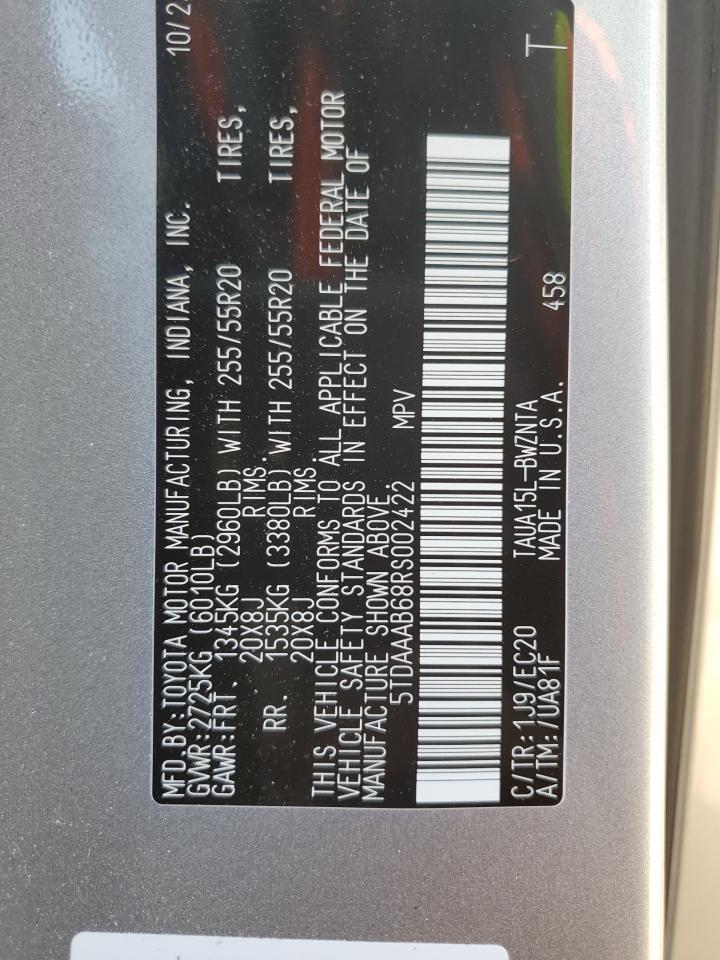 MFD.BY:TOYOTA MOTOR MANUFACTURING, INDIANA, INC. 10/2
GVWR:2725KG (6010LB)
GAWR:FRT. 1345KG (2960LB) WITH 255/55R20 TIRES,
20X8J RIMS.
RR. 1535KG (3380LB) WITH 255/55R20 TIRES,
20X8J RIMS.
THIS VEHICLE CONFORMS TO ALL APPLICABLE FEDERAL MOTOR
VEHICLE SAFETY STANDARDS IN EFFECT ON THE DATE OF
MANUFACTURE SHOWN ABOVE.
5TDAAAB68RS002422 MPV
C/TR:1J9/EC20 TAUA15L-BWZNTA T
A/TM:/UA81F MADE IN U.S.A. 458